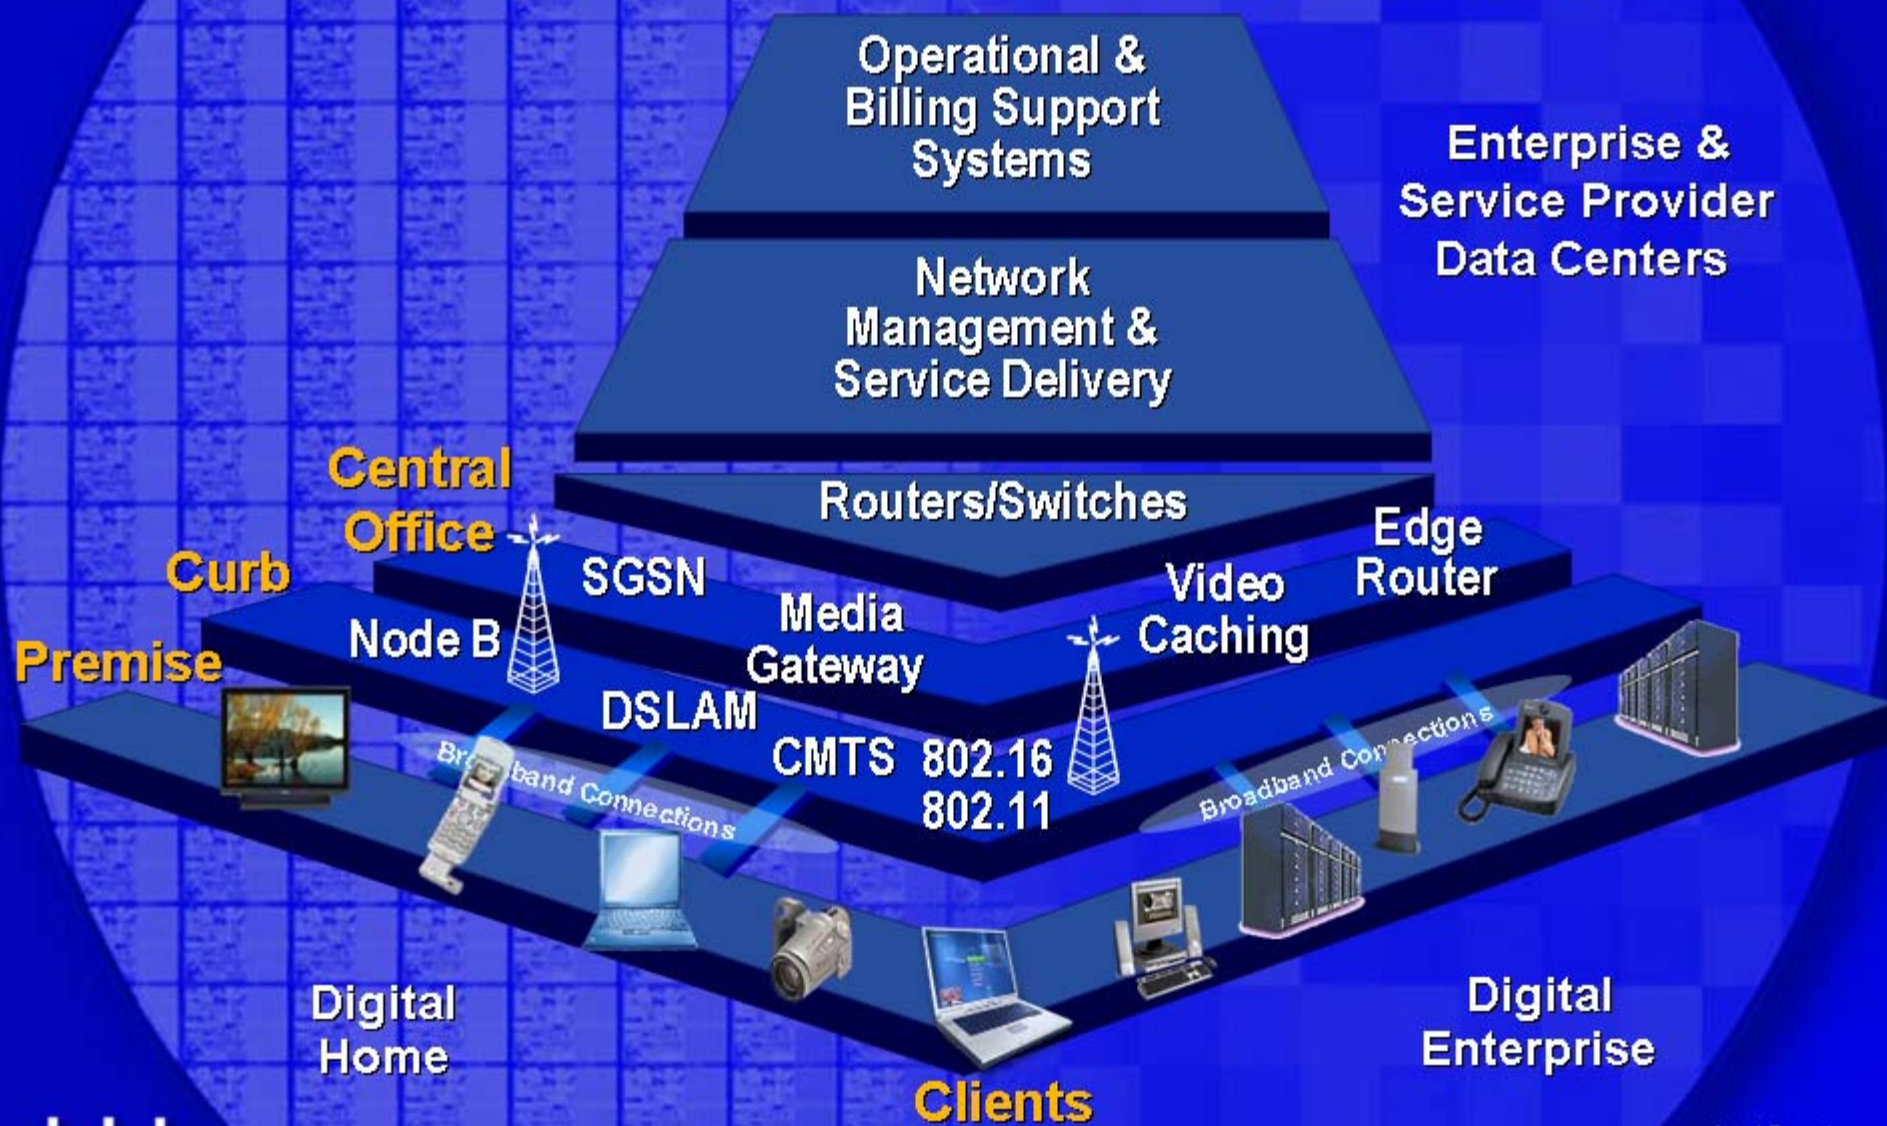 Operational &
Billing Support
Systems
Enterprise &
Service Provider
Data Centers
Network
Management &
Service Delivery
Central
Office
Routers/Switches
Edge
Router
Curb
SGSN
Video
Caching
Media
Gateway
Premise
Node B
DSLAM
CMTS
802.16
802.11
Broadband Connections
Broadband Connections
Digital
Home
Digital
Enterprise
Clients